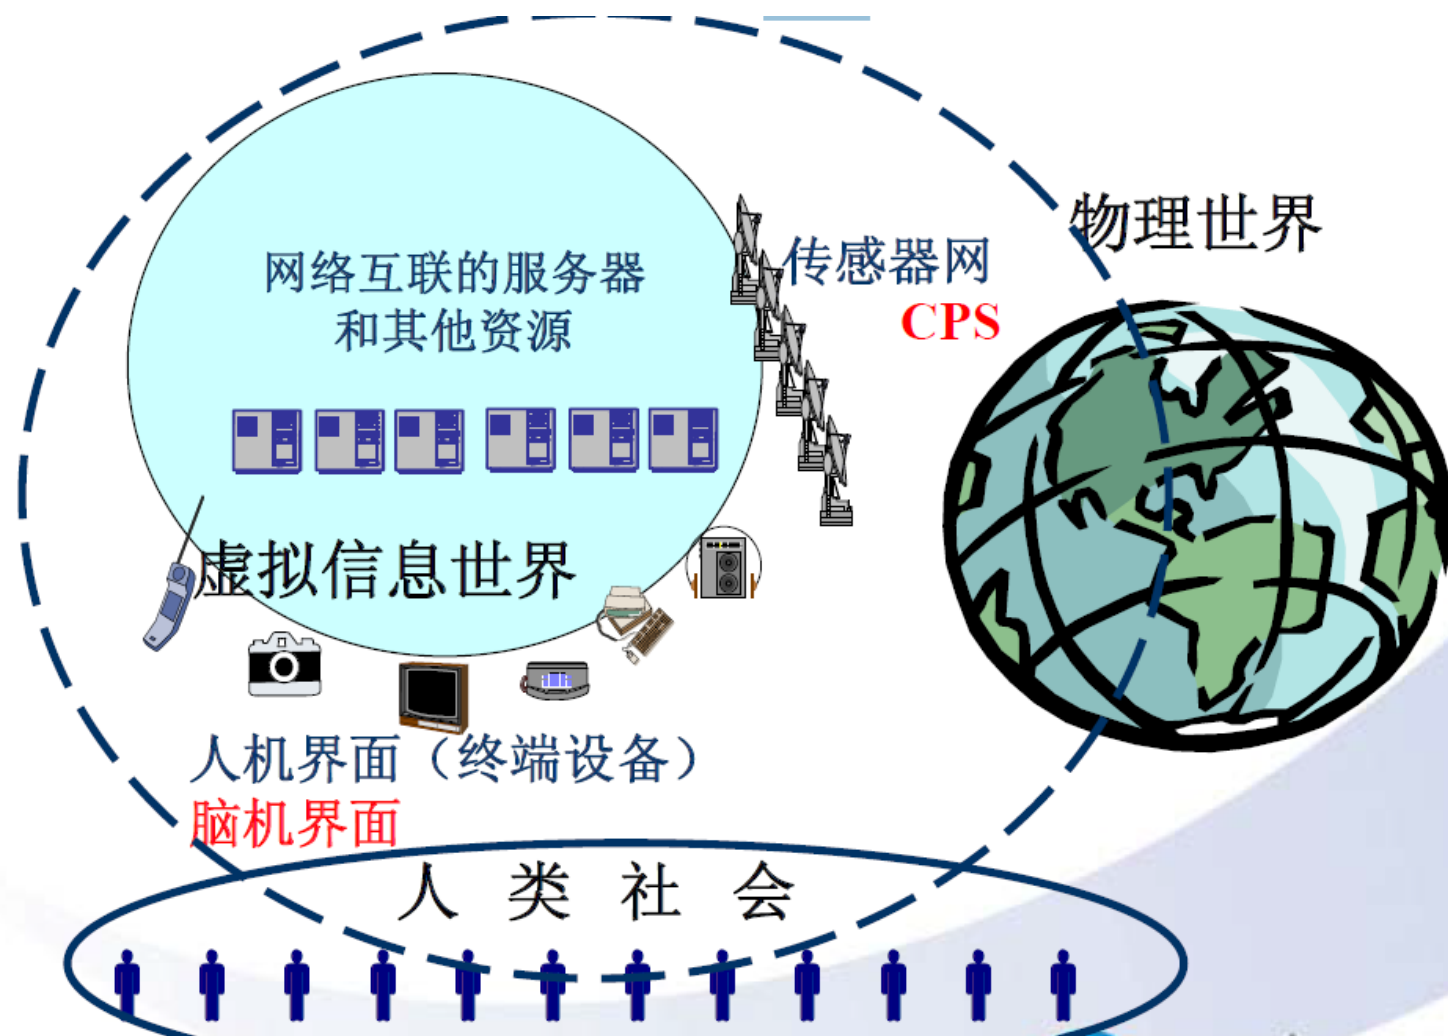 物理世界
传感器网
CPS
网络互联的服务器
和其他资源
虚拟信息世界
人机界面（终端设备）
脑机界面
人类社会